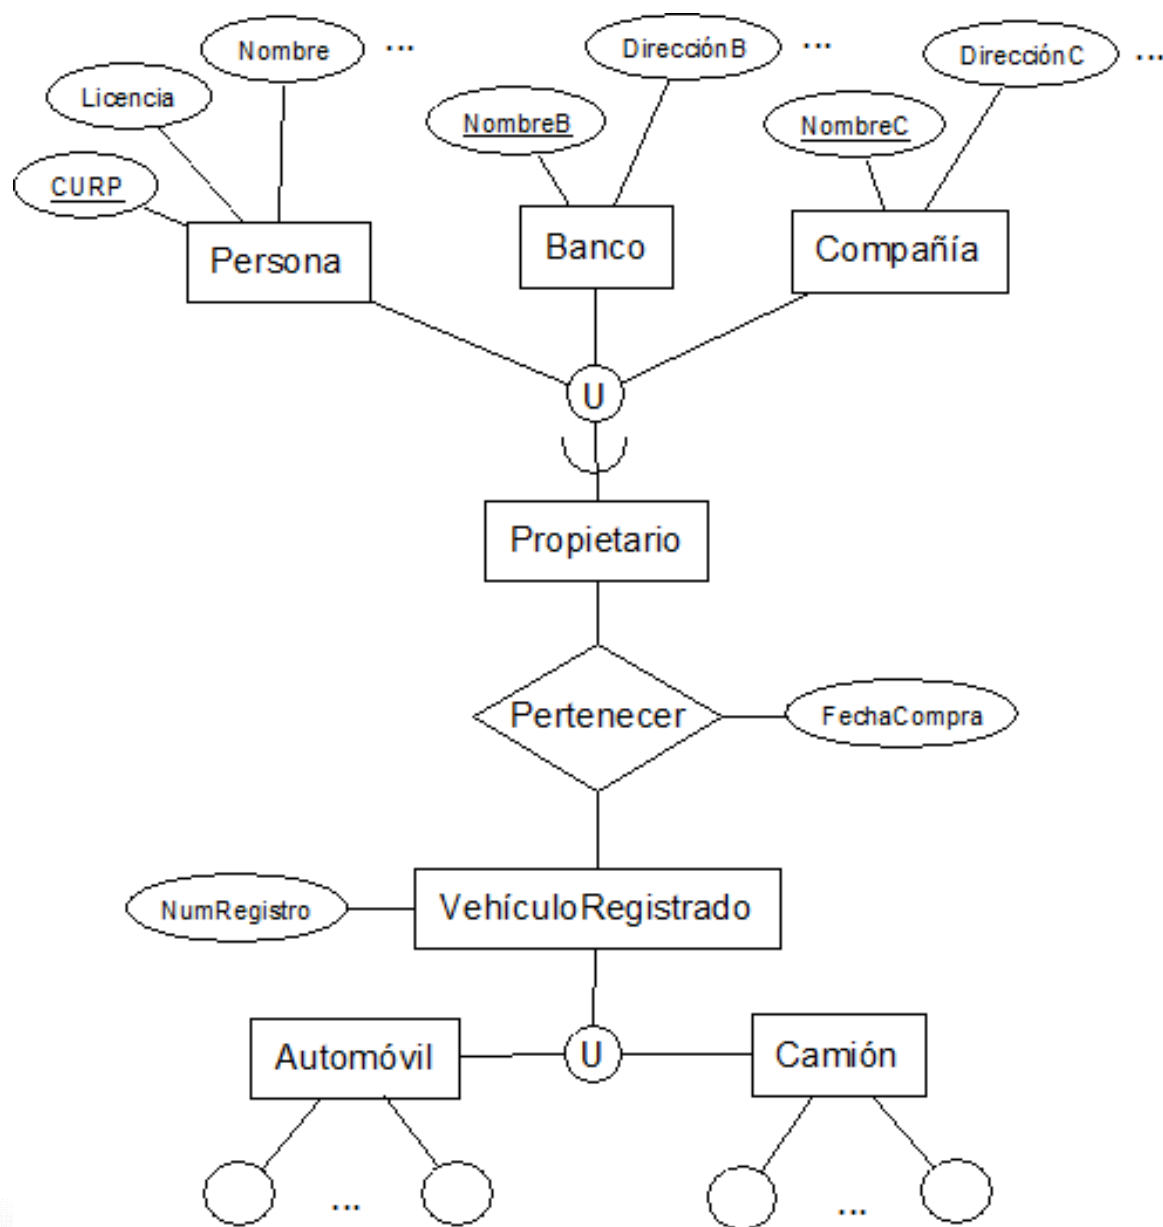 Nombre ...
DirecciónB ...
DirecciónC ...
Licencia
NombreB
NombreC
CURP
Persona
Banco
Compañía
U
Propietario
Pertenecer
FechaCompra
NumRegistro
VehículoRegistrado
Automóvil
U
Camión
...
...